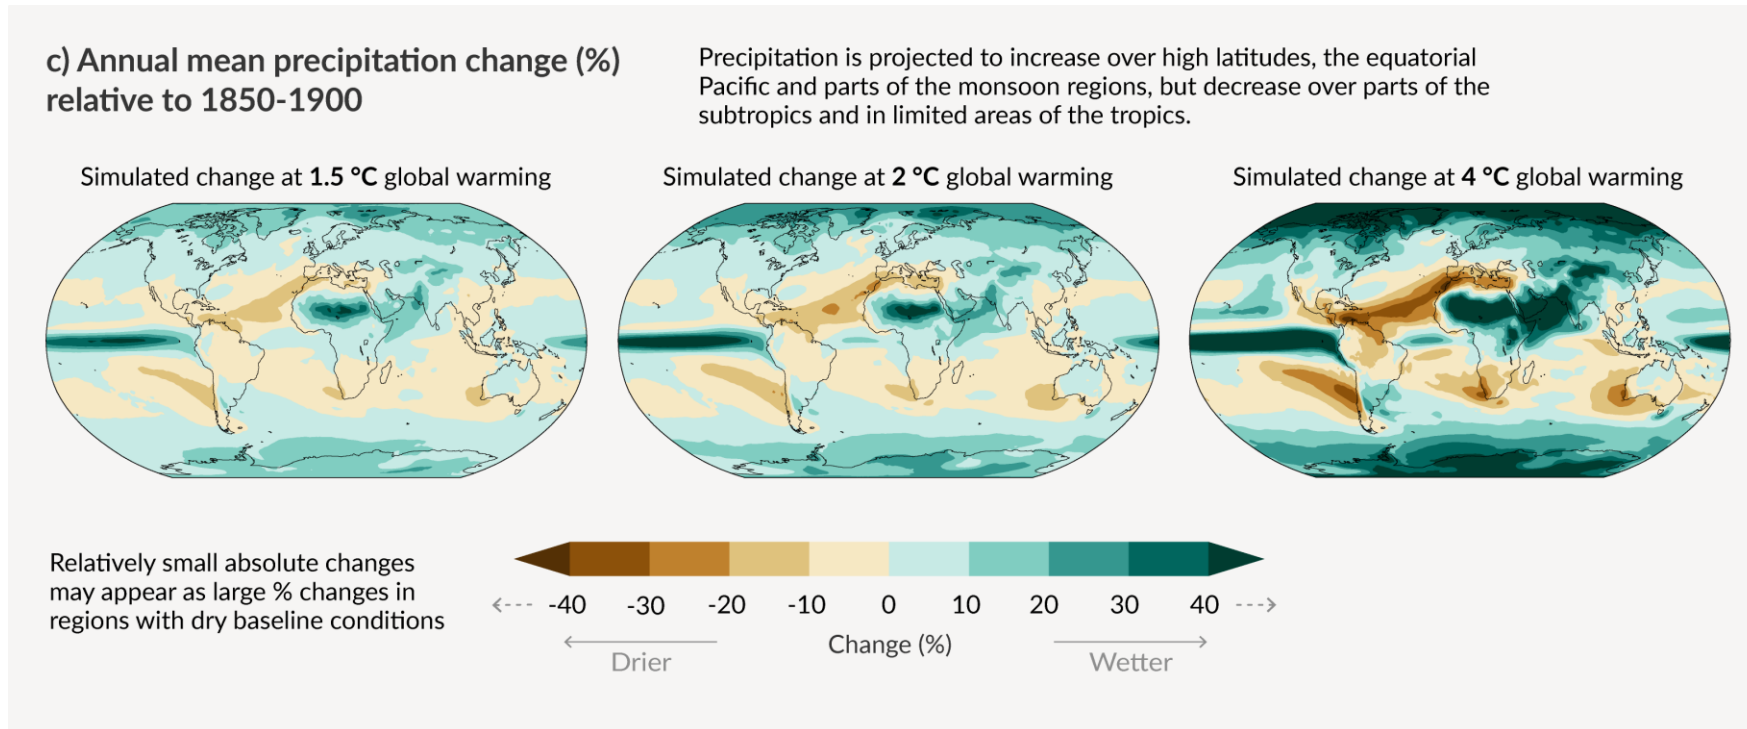 c) Annual mean precipitation change (%)
relative to 1850-1900
Precipitation is projected to increase over high latitudes, the equatorial
Pacific and parts of the monsoon regions, but decrease over parts of the
subtropics and in limited areas of the tropics.
Simulated change at 1.5 °C global warming
Simulated change at 2 °C global warming
Simulated change at 4 °C global warming
Relatively small absolute changes
may appear as large % changes in
regions with dry baseline conditions
-40 -30 -20 -10 0 10 20 30 40
Change (%)
Drier
Wetter